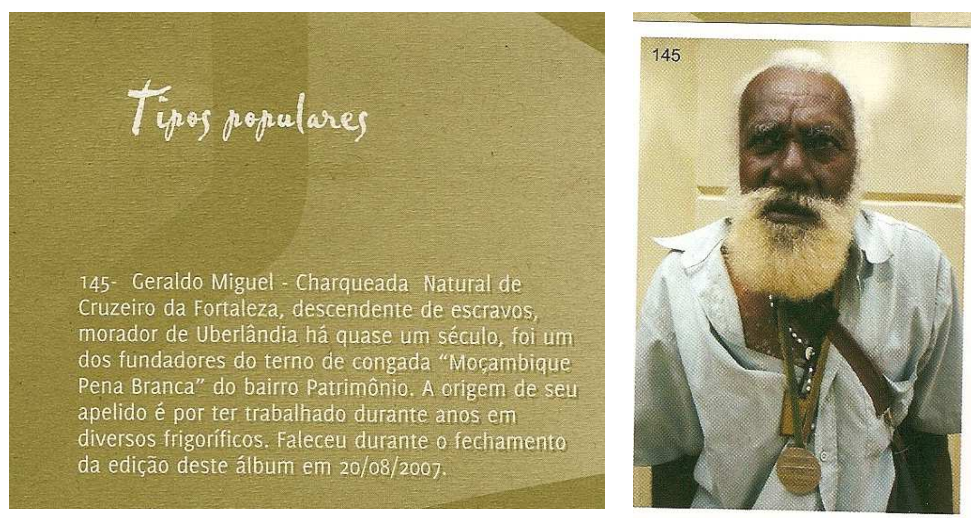 Tipos populares
145- Geraldo Miguel - Charqueada Natural de
Cruzeiro da Fortaleza, descendente de escravos,
morador de Uberlândia há quase um século, foi um
dos fundadores do terno de congada “Moçambique
Pena Branca” do bairro Patrimônio. A origem de seu
apelido é por ter trabalhado durante anos em
diversos frigoríficos. Faleceu durante o fechamento
da edição deste álbum em 20/08/2007.
145